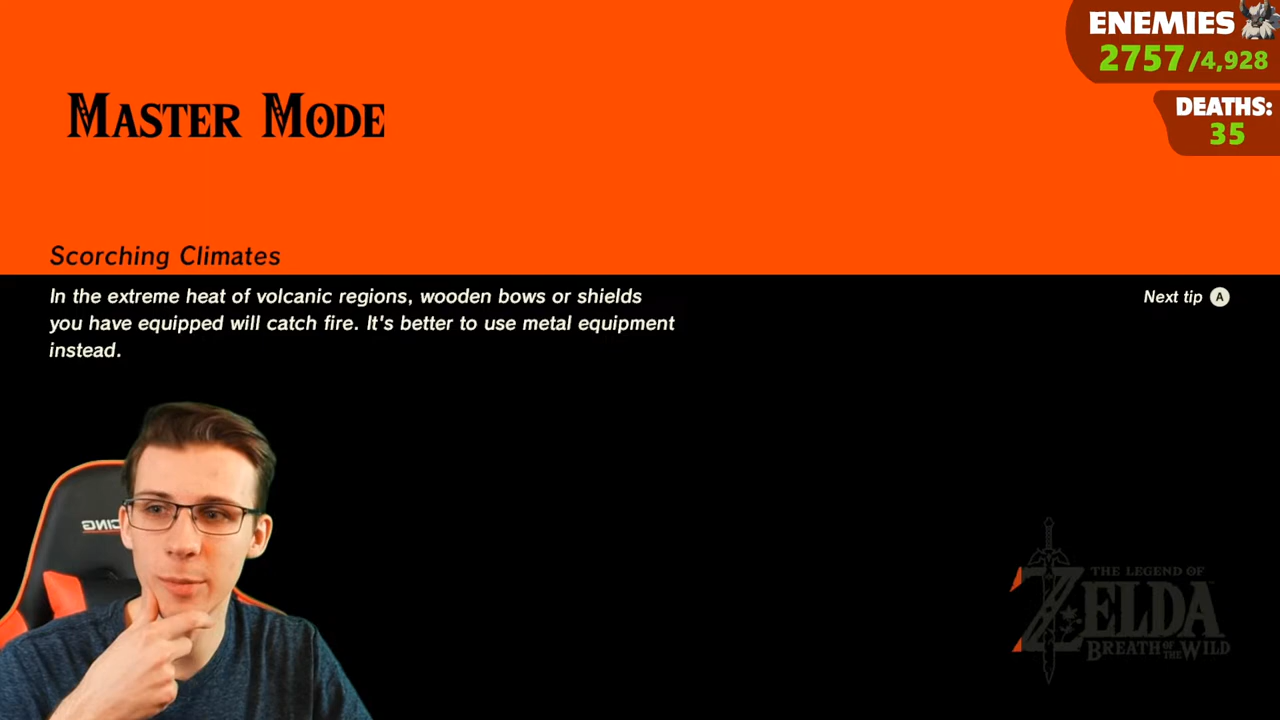 ENEMIES
2757/4,928
DEATHS:
35
MASTER MODE
Scorching Climates
In the extreme heat of volcanic regions, wooden bows or shields
you have equipped will catch fire. It's better to use metal equipment
instead.
Next tip A
CING
THE LEGEND OF
ZELDA
BREATH OF THE WILD